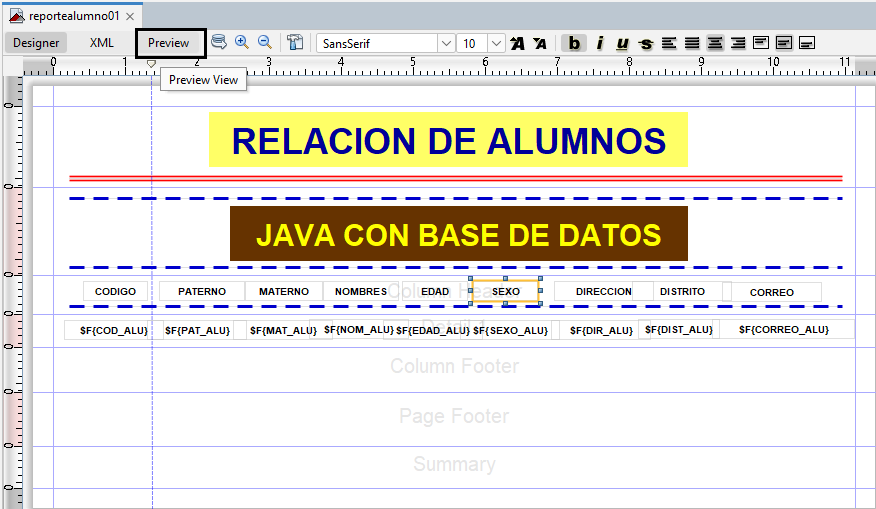 reportealumno01
Designer XML Preview SansSerif 10 b i u s
0 1 2 3 4 5 6 7 8 9 10 11
Preview View
RELACION DE ALUMNOS
JAVA CON BASE DE DATOS
CODIGO PATERNO MATERNO NOMBRES EDAD SEXO DIRECCION DISTRITO CORREO
Column Header
$F{COD_ALU} $F{PAT_ALU} $F{MAT_ALU} $F{NOM_ALU} $F{EDAD_ALU} $F{SEXO_ALU} $F{DIR_ALU} $F{DIST_ALU} $F{CORREO_ALU}
Column Footer
Page Footer
Summary